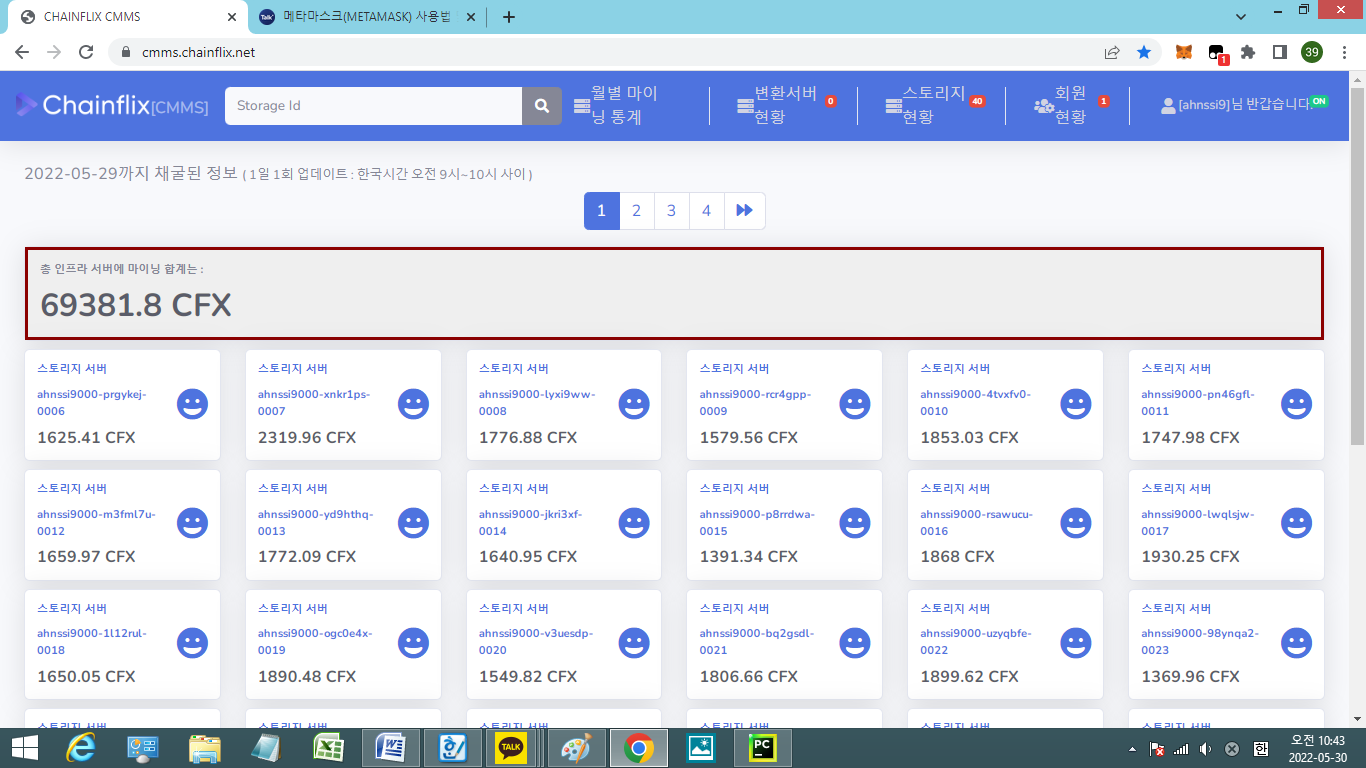 CHAINFLIX CMMS
메타마스크(METAMASK) 사용법
cmms.chainflix.net
1
39
Chainflix[CMMS]
Storage Id
월별 마이닝 통계
변환서버 현황 0
스토리지 현황 40
회원 현황 1
[ahnssi9]님 반갑습니다. ON
2022-05-29까지 채굴된 정보 ( 1일 1회 업데이트 : 한국시간 오전 9시~10시 사이 )
1 2 3 4
총 인프라 서버에 마이닝 합계는 :
69381.8 CFX
스토리지 서버
ahnssi9000-prgykej-
0006
1625.41 CFX
스토리지 서버
ahnssi9000-xnkr1ps-
0007
2319.96 CFX
스토리지 서버
ahnssi9000-lyxi9ww-
0008
1776.88 CFX
스토리지 서버
ahnssi9000-rcr4gpp-
0009
1579.56 CFX
스토리지 서버
ahnssi9000-4tvxfv0-
0010
1853.03 CFX
스토리지 서버
ahnssi9000-pn46gfl-
0011
1747.98 CFX
스토리지 서버
ahnssi9000-m3fml7u-
0012
1659.97 CFX
스토리지 서버
ahnssi9000-yd9hthq-
0013
1772.09 CFX
스토리지 서버
ahnssi9000-jkri3xf-
0014
1640.95 CFX
스토리지 서버
ahnssi9000-p8rrdwa-
0015
1391.34 CFX
스토리지 서버
ahnssi9000-rsawucu-
0016
1868 CFX
스토리지 서버
ahnssi9000-lwqlsjw-
0017
1930.25 CFX
스토리지 서버
ahnssi9000-1l12rul-
0018
1650.05 CFX
스토리지 서버
ahnssi9000-ogc0e4x-
0019
1890.48 CFX
스토리지 서버
ahnssi9000-v3uesdp-
0020
1549.82 CFX
스토리지 서버
ahnssi9000-bq2gsdl-
0021
1806.66 CFX
스토리지 서버
ahnssi9000-uzyqbfe-
0022
1899.62 CFX
스토리지 서버
ahnssi9000-98ynqa2-
0023
1369.96 CFX
TALK
PC
한
오전 10:43
2022-05-30